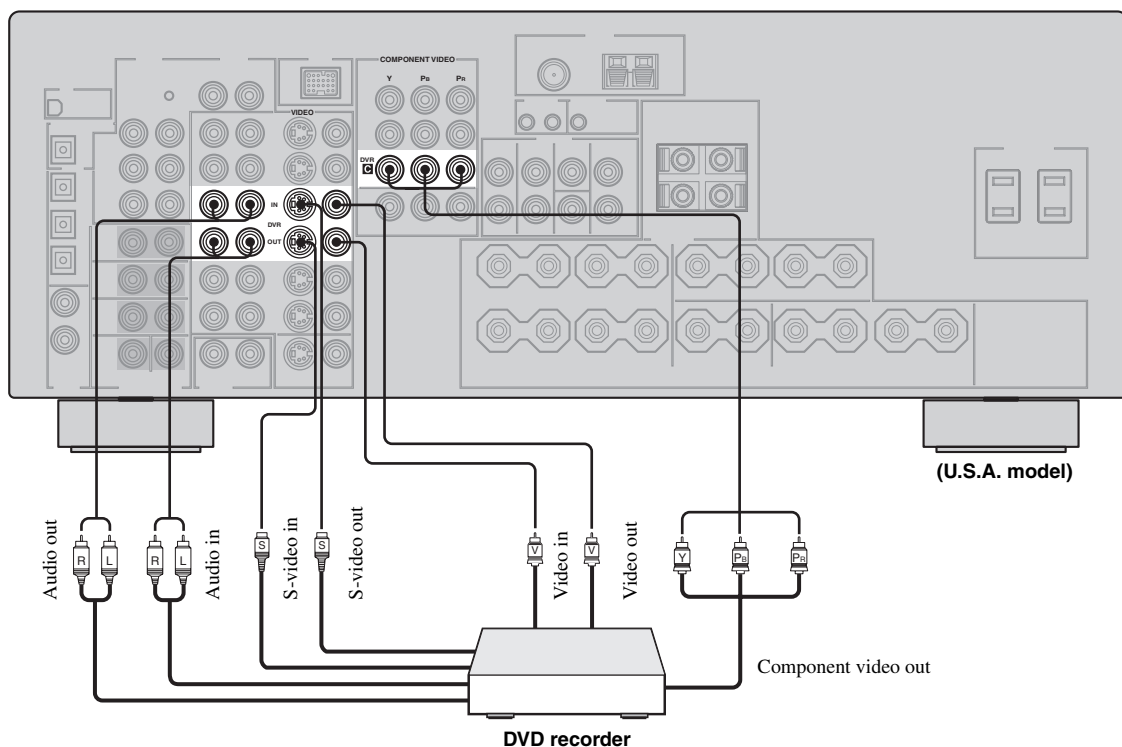 COMPONENT VIDEO
Y PB PR
VIDEO
DVR
C
IN
DVR
OUT
(U.S.A. model)
Audio out
R L
Audio in
R L
S-video in
S
S-video out
S
Video in
V
Video out
V
Y PB PR
Component video out
DVD recorder